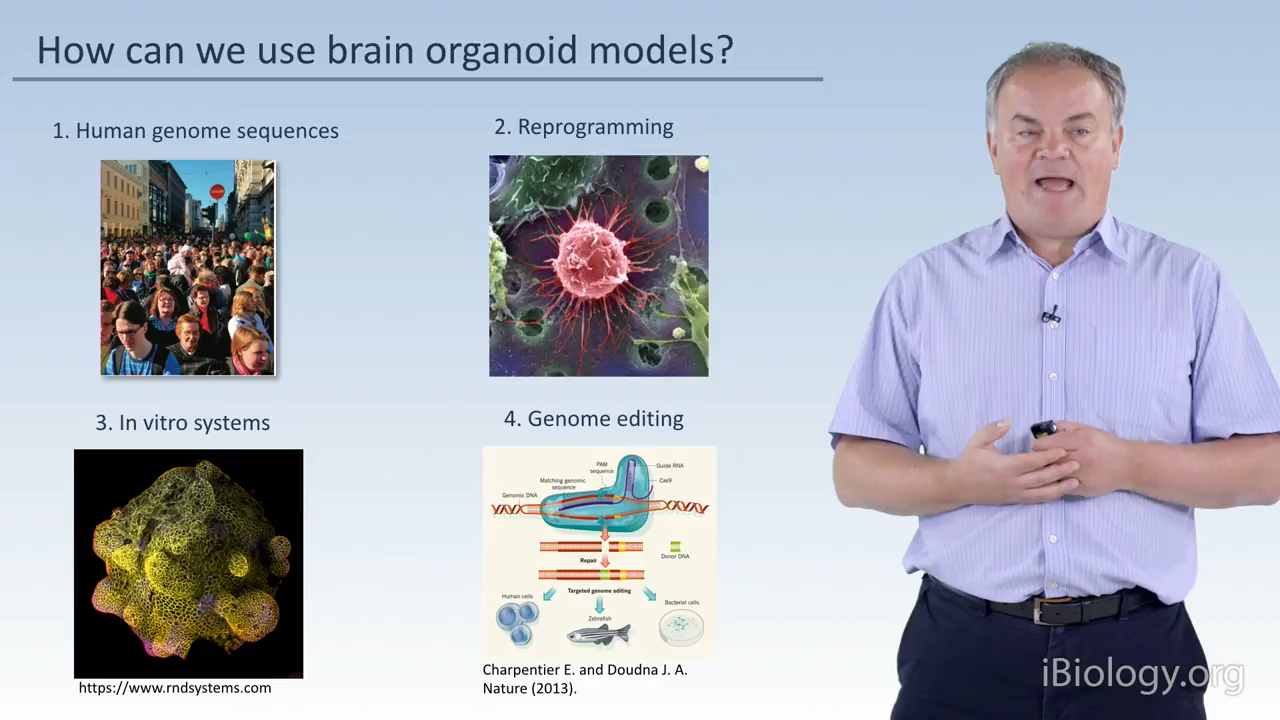 How can we use brain organoid models?
1. Human genome sequences
2. Reprogramming
3. In vitro systems
4. Genome editing
PAM
sequence
Guide RNA
Matching genomic
sequence
Cas9
Genomic DNA
Donor DNA
Repair
Targeted genome editing
Human cells
Zebrafish
Bacterial cells
https://www.rndsystems.com
Charpentier E. and Doudna J. A.
Nature (2013).
iBiology.org